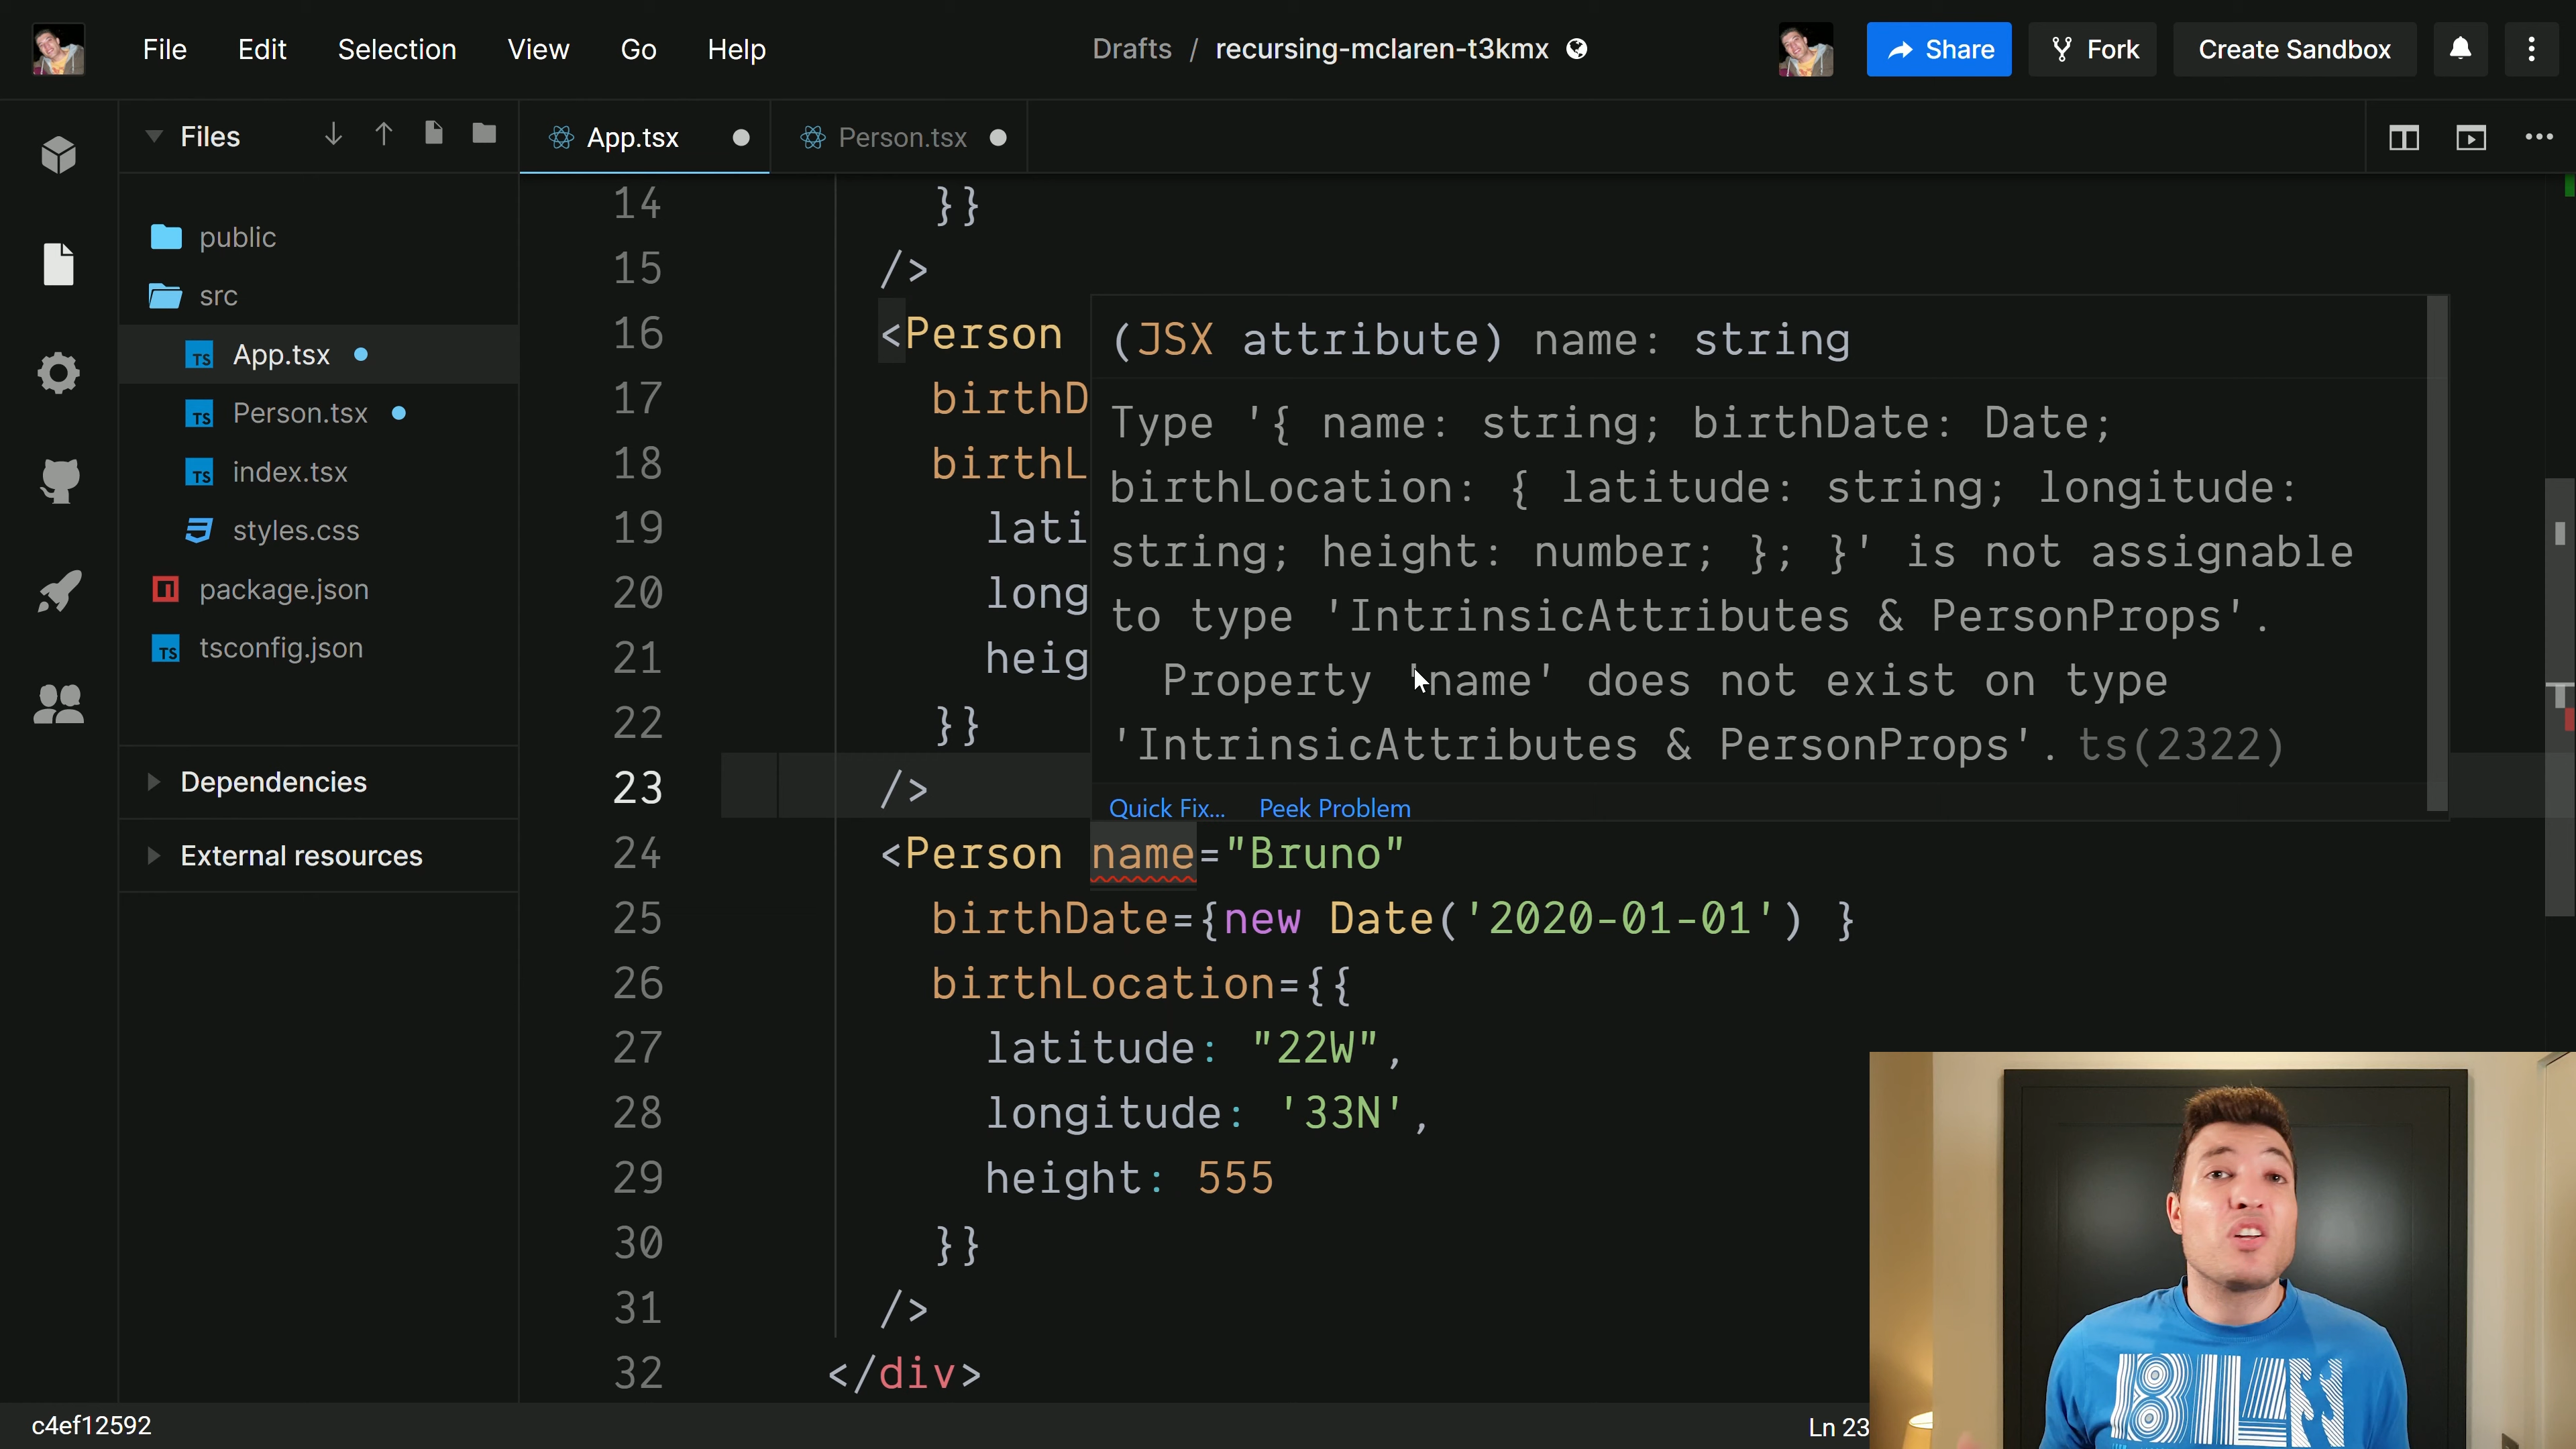 File Edit Selection View Go Help
Drafts / recursing-mclaren-t3kmx
Share Fork Create Sandbox
Files
App.tsx
Person.tsx
public
src
TS App.tsx
TS Person.tsx
TS index.tsx
styles.css
package.json
TS tsconfig.json
Dependencies
External resources
14 }}
15 />
16 <Person
17 birthD
18 birthL
19 lati
20 long
21 heig
22 }}
23 />
(JSX attribute) name: string
Type '{ name: string; birthDate: Date;
birthLocation: { latitude: string; longitude:
string; height: number; }; }' is not assignable
to type 'IntrinsicAttributes & PersonProps'.
Property 'name' does not exist on type
'IntrinsicAttributes & PersonProps'. ts(2322)
Quick Fix... Peek Problem
24 <Person name="Bruno"
25 birthDate={new Date('2020-01-01') }
26 birthLocation={{
27 latitude: "22W",
28 longitude: '33N',
29 height: 555
30 }}
31 />
32 </div>
c4ef12592
Ln 23